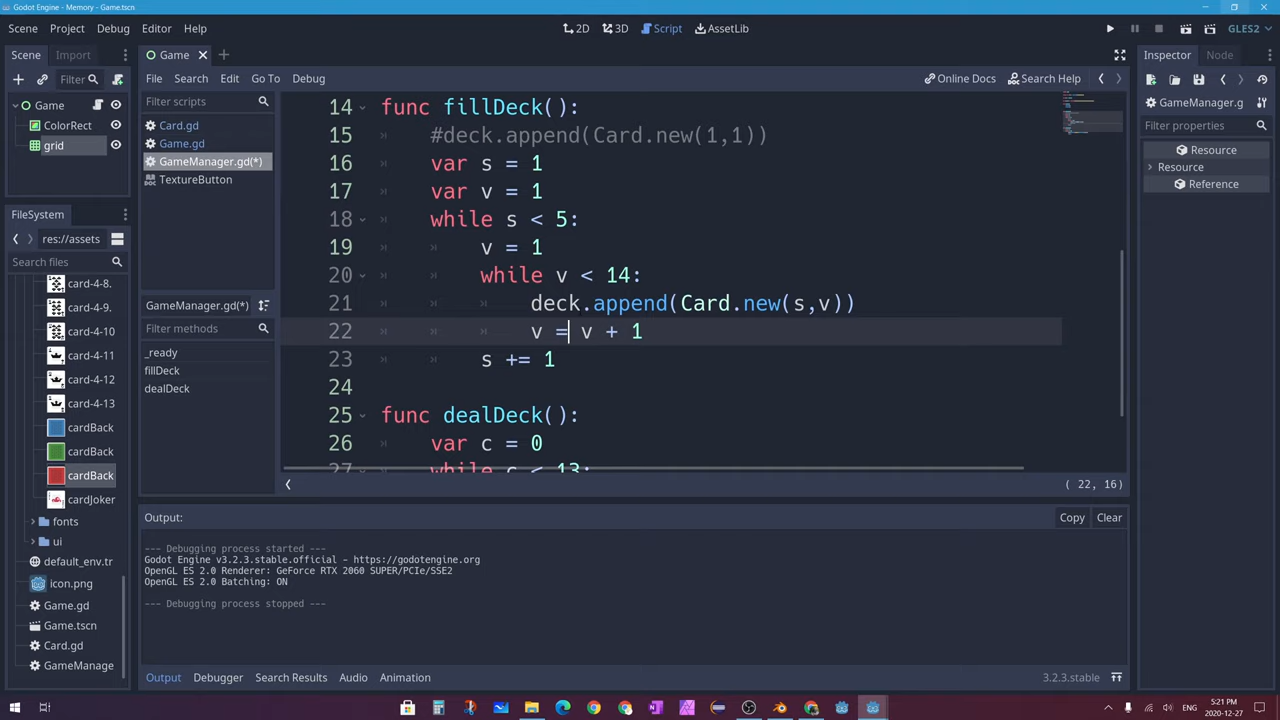 Godot Engine - Memory - Game.tscn
Scene Project Debug Editor Help
2D 3D Script AssetLib
GLES2
Scene Import
Filter
Game
ColorRect
grid
FileSystem
res://assets
Search files
card-4-8.
card-4-9.
card-4-10
card-4-11
card-4-12
card-4-13
cardBack
cardBack
cardBack
cardJoker
fonts
ui
default_env.tr
icon.png
Game.gd
Game.tscn
Card.gd
GameManage
Game
File Search Edit Go To Debug
Online Docs Search Help
Filter scripts
Card.gd
Game.gd
GameManager.gd(*)
TextureButton
GameManager.gd(*)
Filter methods
_ready
fillDeck
dealDeck
14 func fillDeck():
15 #deck.append(Card.new(1,1))
16 var s = 1
17 var v = 1
18 while s < 5:
19 v = 1
20 while v < 14:
21 deck.append(Card.new(s,v))
22 v = v + 1
23 s += 1
24
25 func dealDeck():
26 var c = 0
27 while c < 13:
( 22, 16)
Output:
Copy Clear
--- Debugging process started ---
Godot Engine v3.2.3.stable.official - https://godotengine.org
OpenGL ES 2.0 Renderer: GeForce RTX 2060 SUPER/PCIe/SSE2
OpenGL ES 2.0 Batching: ON
--- Debugging process stopped ---
Output Debugger Search Results Audio Animation
3.2.3.stable
Inspector Node
GameManager.g
Filter properties
Resource
Resource
Reference
5:21 PM
2020-12-27